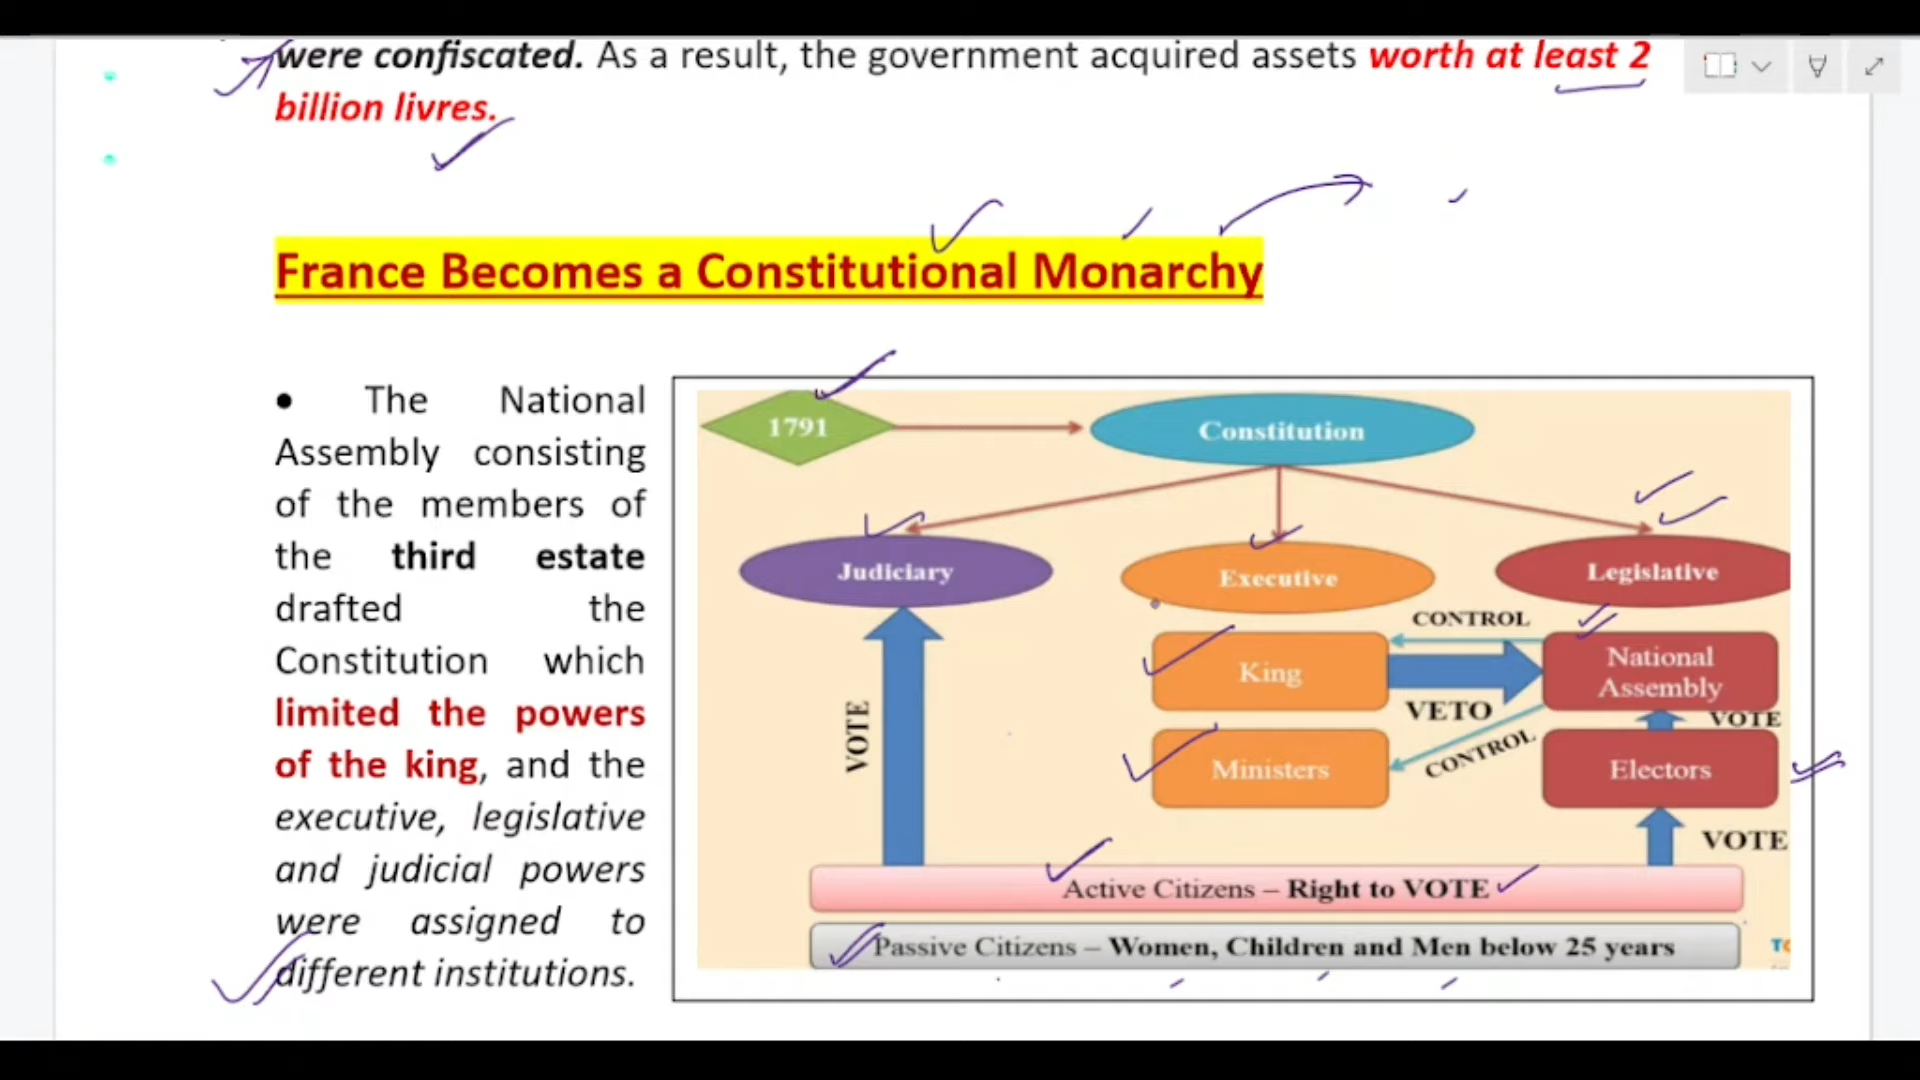 were confiscated. As a result, the government acquired assets worth at least 2
billion livres.
France Becomes a Constitutional Monarchy
• The National
Assembly consisting
of the members of
the third estate
drafted the
Constitution which
limited the powers
of the king, and the
executive, legislative
and judicial powers
were assigned to
different institutions.
1791
Constitution
Judiciary
Executive
Legislative
CONTROL
King
National
Assembly
VETO
VOTE
VOTE
Ministers
CONTROL
Electors
VOTE
Active Citizens – Right to VOTE
Passive Citizens – Women, Children and Men below 25 years